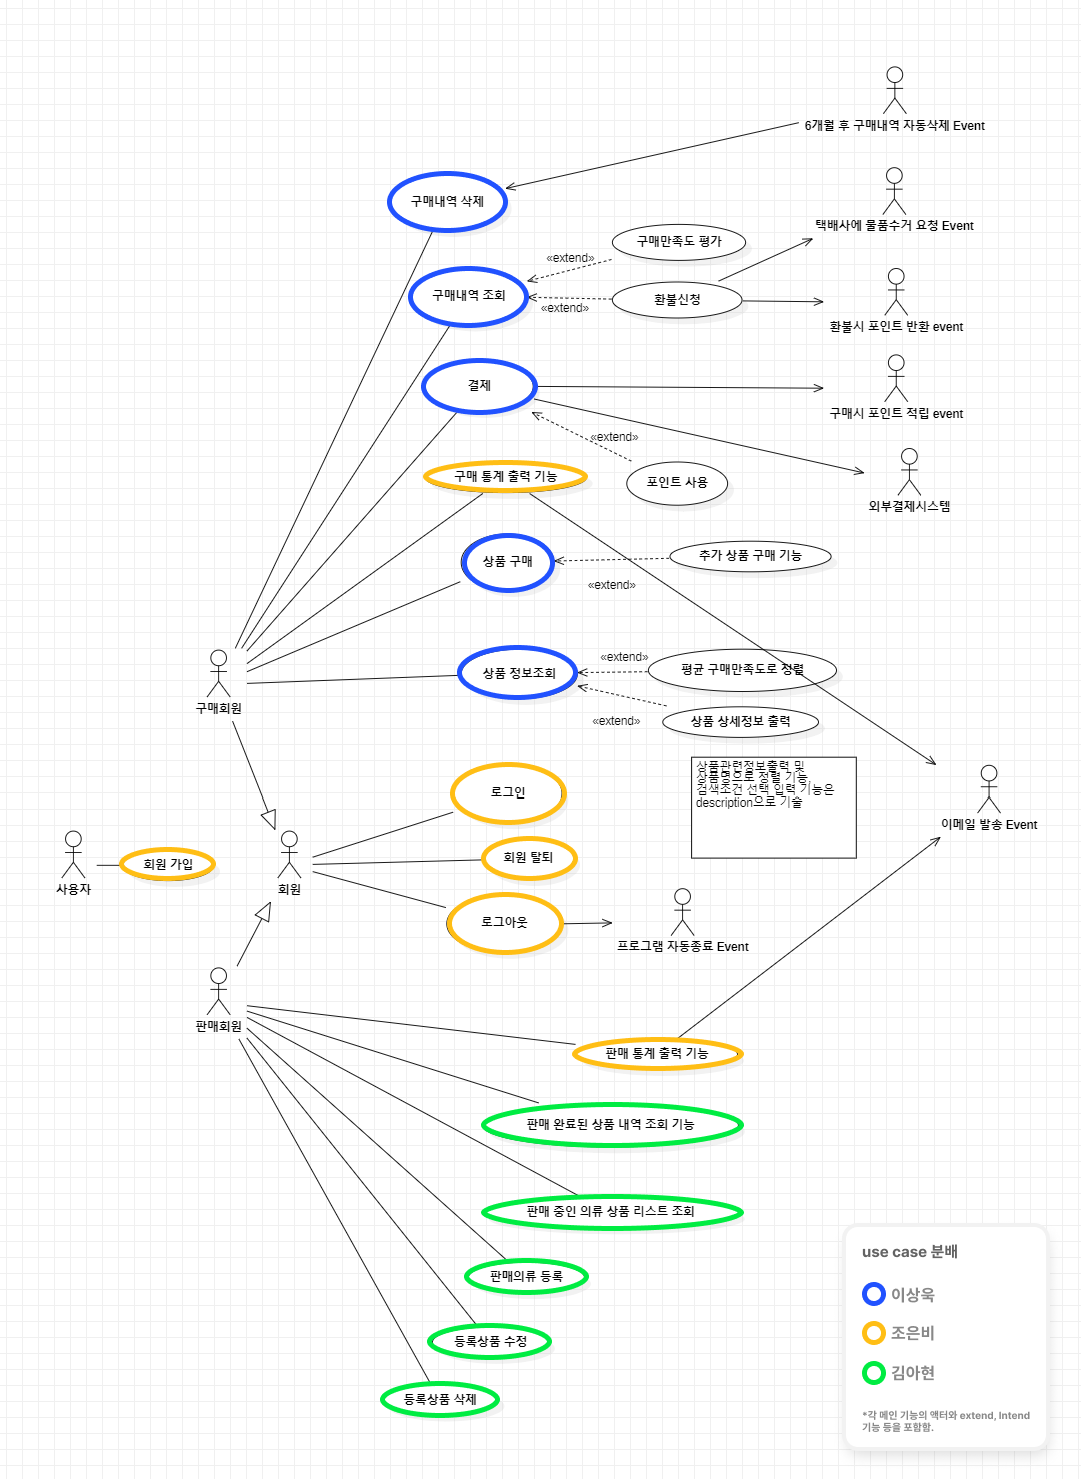 6개월 후 구매내역 자동삭제 Event
구매내역 삭제
택배사에 물품수거 요청 Event
구매만족도 평가
«extend»
구매내역 조회
환불신청
«extend»
환불시 포인트 반환 event
결제
구매시 포인트 적립 event
«extend»
구매 통계 출력 기능
포인트 사용
외부결제시스템
상품 구매
추가 상품 구매 기능
«extend»
«extend»
상품 정보조회
평균 구매만족도로 정렬
구매회원
«extend»
상품 상세정보 출력
상품관련정보출력 및
상품명으로 정렬 기능,
검색조건 선택 입력 기능은
description으로 기술
로그인
이메일 발송 Event
회원 가입
회원 탈퇴
사용자
회원
로그아웃
프로그램 자동종료 Event
판매회원
판매 통계 출력 기능
판매 완료된 상품 내역 조회 기능
판매 중인 의류 상품 리스트 조회
판매의류 등록
등록상품 수정
등록상품 삭제
use case 분배
이상욱
조은비
김아현
*각 메인 기능의 액터와 extend, Intend
기능 등을 포함함.